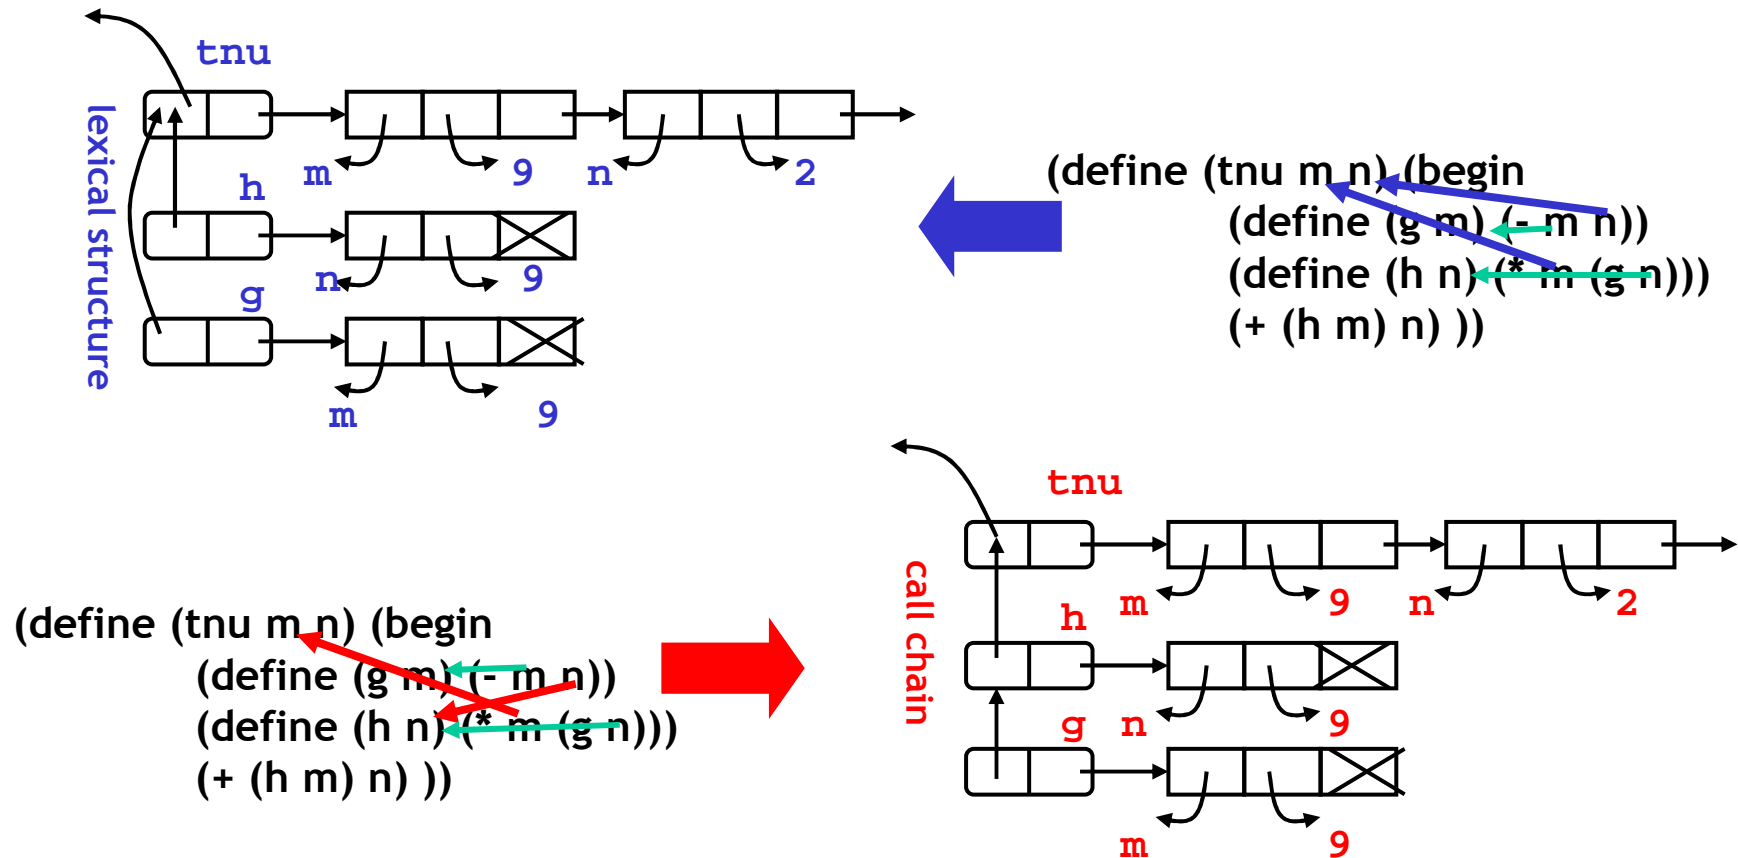 tnu
lexical structure
m 9 n 2
h
n 9
g
m 9
(define (tnu m n) (begin
(define (g m) (- m n))
(define (h n) (* m (g n)))
(+ (h m) n) ))
tnu
call chain
m 9 n 2
h
n 9
g
m 9
(define (tnu m n) (begin
(define (g m) (- m n))
(define (h n) (* m (g n)))
(+ (h m) n) ))